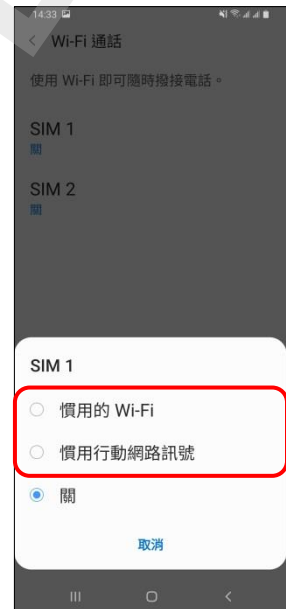 14:33
Wi-Fi 通話
使用 Wi-Fi 即可隨時撥接電話。
SIM 1
關
SIM 2
關
SIM 1
慣用的 Wi-Fi
慣用行動網路訊號
關
取消